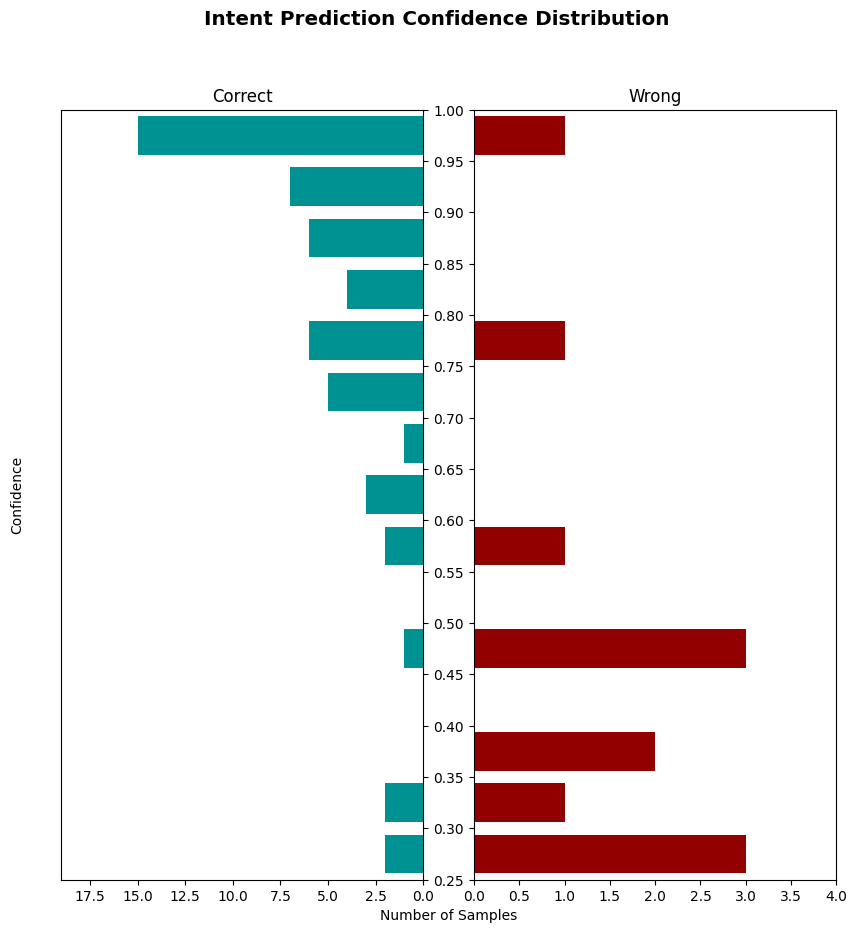 Intent Prediction Confidence Distribution
Correct
Wrong
1.00
0.95
0.90
0.85
0.80
0.75
0.70
0.65
0.60
0.55
0.50
0.45
0.40
0.35
0.30
0.25
Confidence
17.5 15.0 12.5 10.0 7.5 5.0 2.5 0.0
0.0 0.5 1.0 1.5 2.0 2.5 3.0 3.5 4.0
Number of Samples